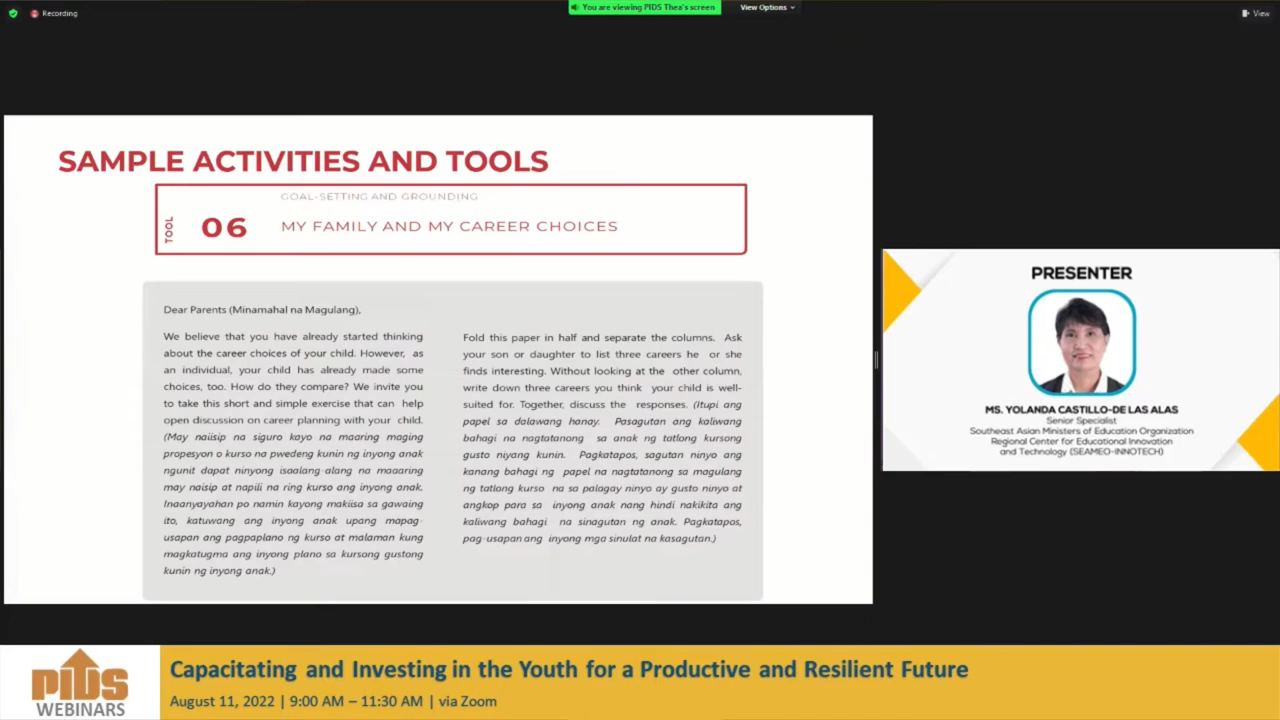 Recording
You are viewing PIDS Thea's screen
View Options
View
SAMPLE ACTIVITIES AND TOOLS
GOAL-SETTING AND GROUNDING
TOOL
06
MY FAMILY AND MY CAREER CHOICES
Dear Parents (Minamahal na Magulang),
We believe that you have already started thinking
about the career choices of your child. However, as
an individual, your child has already made some
choices, too. How do they compare? We invite you
to take this short and simple exercise that can help
open discussion on career planning with your child.
(May naiisip na siguro kayo na maaring maging
propesyon o kurso na pwedeng kunin ng inyong anak
ngunit dapat ninyong isaalang-alang na maaaring
may naisip at napili na ring kurso ang inyong anak.
Inaanyayahan po namin kayong makiisa sa gawaing
ito, katuwang ang inyong anak upang mapag-
usapan ang pagpaplano ng kurso at malaman kung
magkatugma ang inyong plano sa kursong gustong
kunin ng inyong anak.)
Fold this paper in half and separate the columns. Ask
your son or daughter to list three careers he or she
finds interesting. Without looking at the other column,
write down three careers you think your child is well-
suited for. Together, discuss the responses. (Itupi ang
papel sa dalawang hanay. Pasagutan ang kaliwang
bahagi na nagtatanong sa anak ng tatlong kursong
gusto niyang kunin. Pagkatapos, sagutan ninyo ang
kanang bahagi ng papel na nagtatanong sa magulang
ng tatlong kurso na sa palagay ninyo ay gusto ninyo at
angkop para sa inyong anak nang hindi nakikita ang
kaliwang bahagi na sinagutan ng anak. Pagkatapos,
pag-usapan ang inyong mga sinulat na kasagutan.)
PRESENTER
MS. YOLANDA CASTILLO-DE LAS ALAS
Senior Specialist
Southeast Asian Ministers of Education Organization
Regional Center for Educational Innovation
and Technology (SEAMEO-INNOTECH)
PIDS
WEBINARS
Capacitating and Investing in the Youth for a Productive and Resilient Future
August 11, 2022 | 9:00 AM – 11:30 AM | via Zoom